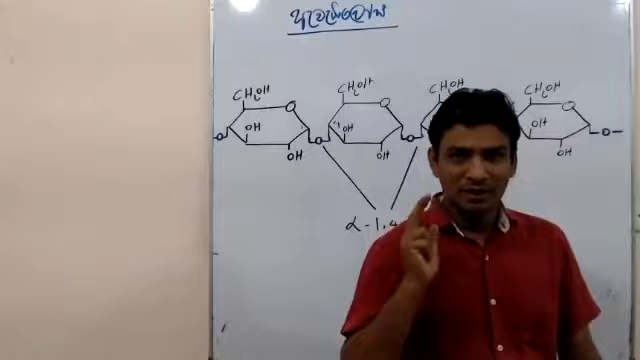 CH₂OH CH₂OH CH₂OH CH₂OH
O O O
OH OH OH
O O O O
OH OH OH
α - 1,4